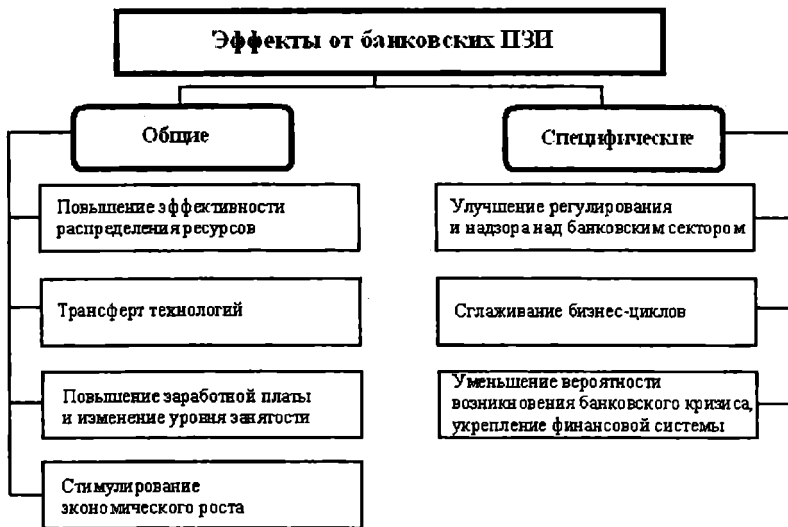 Эффекты от банковских ПЗИ
Общие
Повышение эффективности
распределения ресурсов
Трансферт технологий
Повышение заработной платы
и изменение уровня занятости
Стимулирование
экономического роста
Специфические
Улучшение регулирования
и надзора над банковским сектором
Сглаживание бизнес-циклов
Уменьшение вероятности
возникновения банковского кризиса,
укрепление финансовой системы